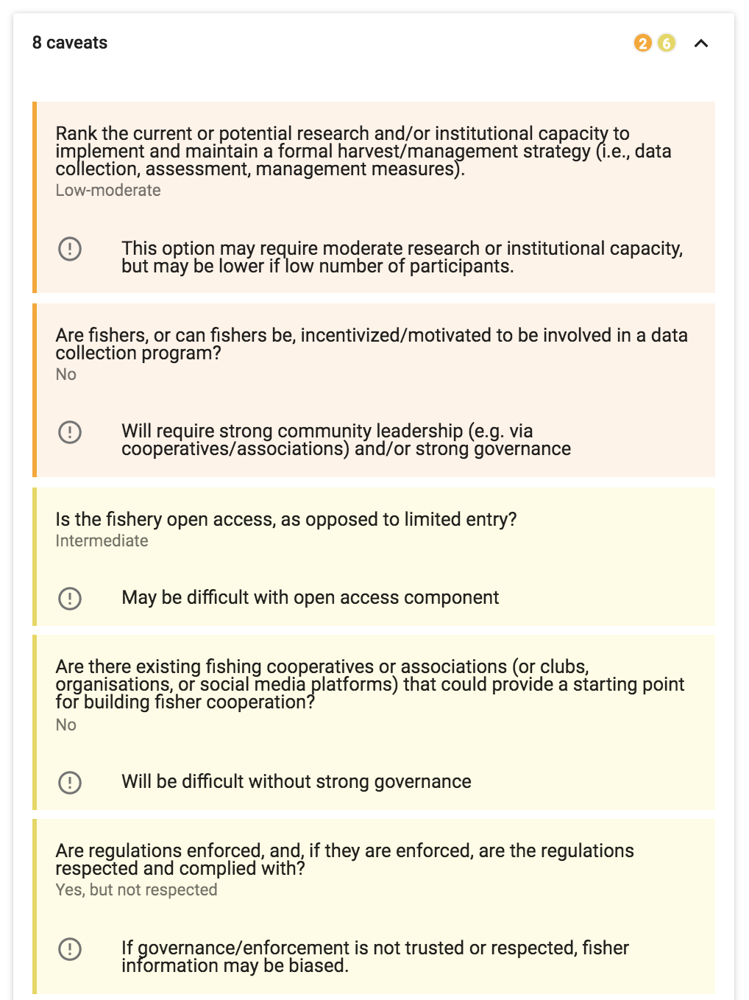 8 caveats
2 6
Rank the current or potential research and/or institutional capacity to
implement and maintain a formal harvest/management strategy (i.e., data
collection, assessment, management measures).
Low-moderate
This option may require moderate research or institutional capacity,
but may be lower if low number of participants.
Are fishers, or can fishers be, incentivized/motivated to be involved in a data
collection program?
No
Will require strong community leadership (e.g. via
cooperatives/associations) and/or strong governance
Is the fishery open access, as opposed to limited entry?
Intermediate
May be difficult with open access component
Are there existing fishing cooperatives or associations (or clubs,
organisations, or social media platforms) that could provide a starting point
for building fisher cooperation?
No
Will be difficult without strong governance
Are regulations enforced, and, if they are enforced, are the regulations
respected and complied with?
Yes, but not respected
If governance/enforcement is not trusted or respected, fisher
information may be biased.